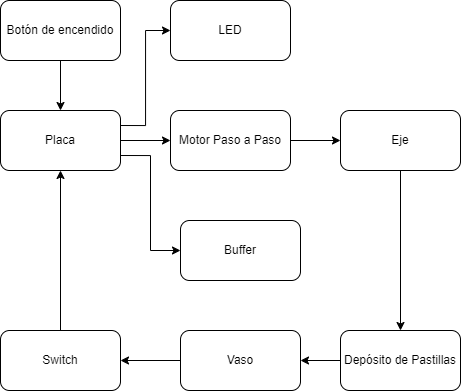 Botón de encendido
LED
Placa
Motor Paso a Paso
Eje
Buffer
Switch
Vaso
Depósito de Pastillas